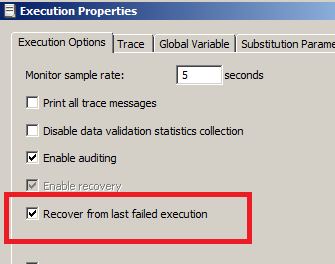 Execution Properties
Execution Options Trace Global Variable Substitution Parame
Monitor sample rate: 5 seconds
Print all trace messages
Disable data validation statistics collection
Enable auditing
Enable recovery
Recover from last failed execution